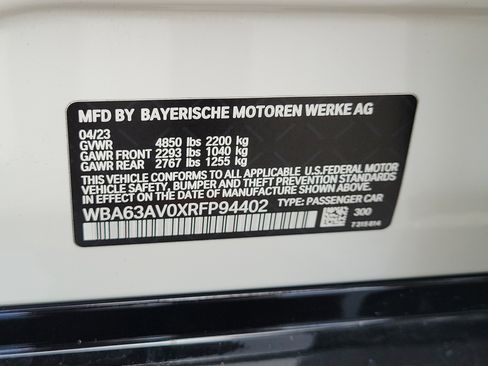 MFD BY BAYERISCHE MOTOREN WERKE AG
04/23
GVWR 4850 lbs 2200 kg
GAWR FRONT 2293 lbs 1040 kg
GAWR REAR 2767 lbs 1255 kg
THIS VEHICLE CONFORMS TO ALL APPLICABLE U.S.FEDERAL MOTOR
VEHICLE SAFETY, BUMPER, AND THEFT PREVENTION STANDARDS
IN EFFECT ON THE DATE OF MANUFACTURE SHOWN ABOVE.
WBA63AV0XRFP94402 TYPE: PASSENGER CAR
300